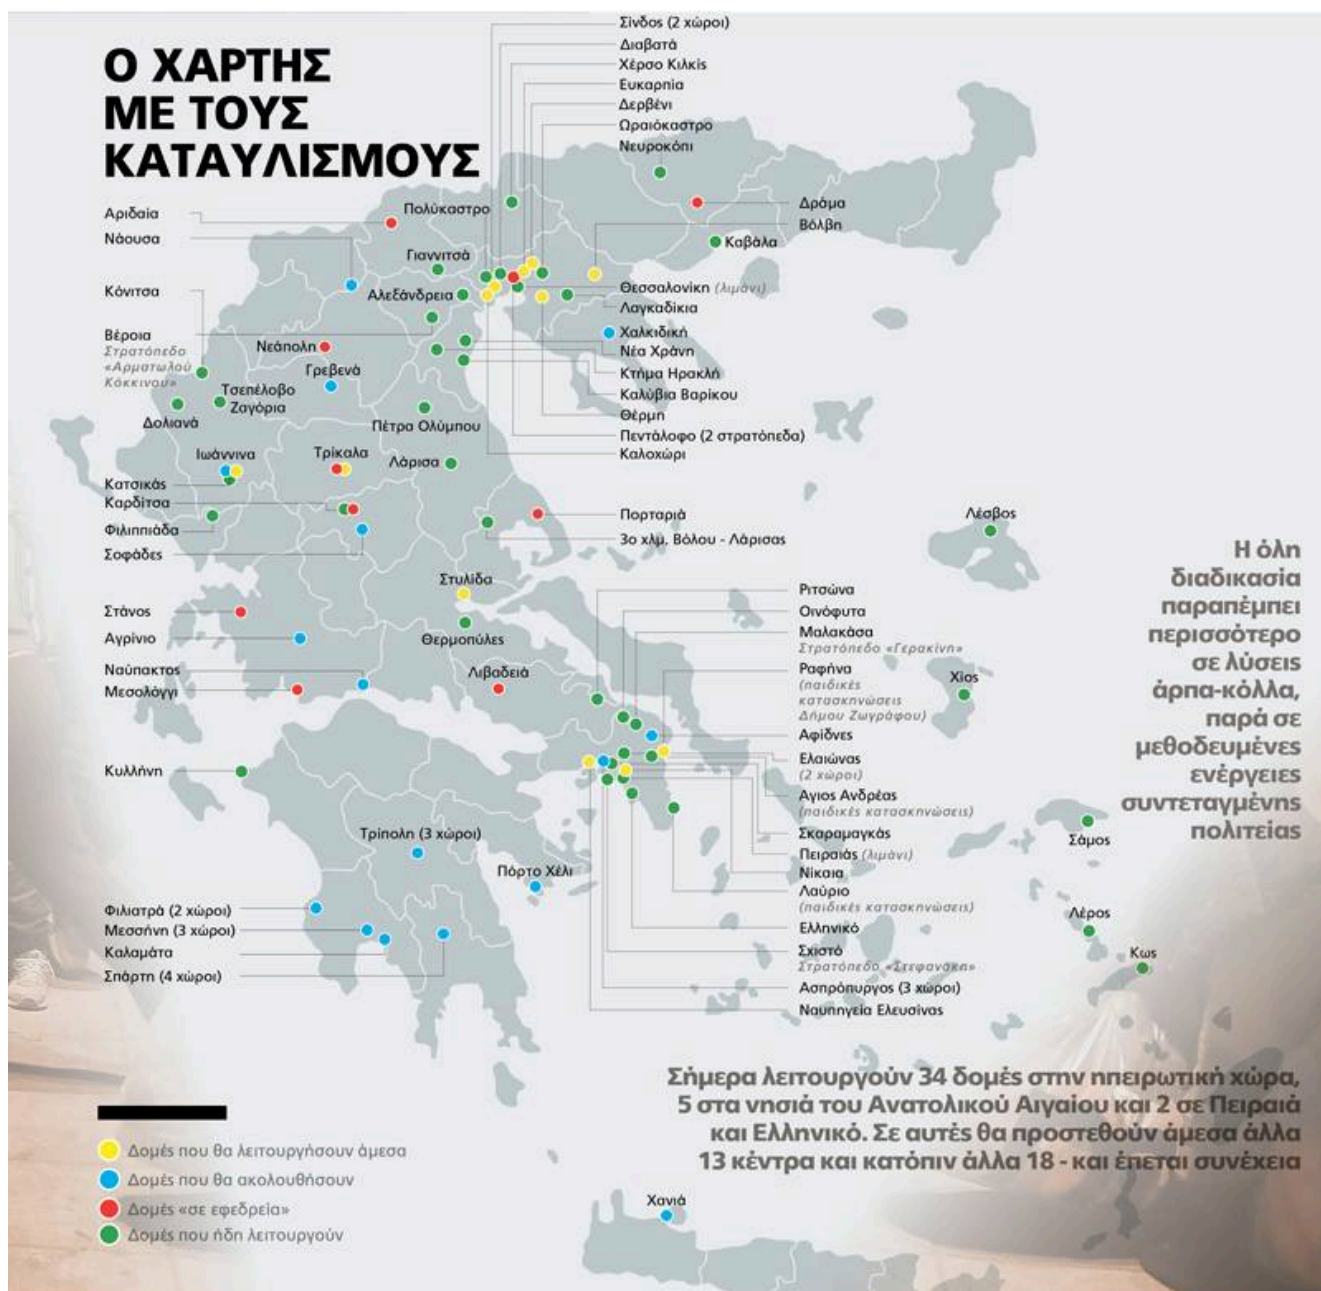 Ο ΧΑΡΤΗΣ
ΜΕ ΤΟΥΣ
ΚΑΤΑΥΛΙΣΜΟΥΣ
Σίνδος (2 χώροι)
Διαβατά
Χέρσο Κιλκίς
Ευκαρπία
Δερβένι
Ωραιόκαστρο
Νευροκόπι
Δράμα
Βόλβη
Καβάλα
Πολύκαστρο
Γιαννιτσά
Αλεξάνδρεια
Αριδαία
Νάουσα
Κόνιτσα
Βέροια
Στρατόπεδο
«Αρματωλού
Κόκκινου»
Νεάπολη
Γρεβενά
Τσεπέλοβο
Ζαγόρια
Δολιανά
Πέτρα Ολύμπου
Ιωάννινα
Τρίκαλα
Λάρισα
Κατσικάς
Καρδίτσα
Φιλιππιάδα
Σοφάδες
Θεσσαλονίκη (λιμάνι)
Λαγκαδίκια
Χαλκιδική
Νέα Χράνη
Κτήμα Ηρακλή
Καλύβια Βαρίκου
Θέρμη
Πεντάλοφο (2 στρατόπεδα)
Καλοχώρι
Πορταριά
3ο χλμ. Βόλου - Λάρισας
Στυλίδα
Θερμοπύλες
Λιβαδειά
Στάνος
Αγρίνιο
Ναύπακτος
Μεσολόγγι
Κυλλήνη
Τρίπολη (3 χώροι)
Πόρτο Χέλι
Φιλιατρά (2 χώροι)
Μεσσήνη (3 χώροι)
Καλαμάτα
Σπάρτη (4 χώροι)
Ριτσώνα
Οινόφυτα
Μαλακάσα
Στρατόπεδο «Γερακίνη»
Ραφήνα
(παιδικές
κατασκηνώσεις
Δήμου Ζωγράφου)
Αφίδνες
Ελαιώνας
(2 χώροι)
Αγιος Ανδρέας
(παιδικές κατασκηνώσεις)
Σκαραμαγκάς
Πειραιάς (λιμάνι)
Νίκαια
Λαύριο
(παιδικές κατασκηνώσεις)
Ελληνικό
Σχιστό
Στρατόπεδο «Στεφανάκη»
Ασπρόπυργος (3 χώροι)
Ναυπηγεία Ελευσίνας
Λέσβος
Χίος
Σάμος
Λέρος
Κως
Χανιά
Η όλη
διαδικασία
παραπέμπει
περισσότερο
σε λύσεις
άρπα-κόλλα,
παρά σε
μεθοδευμένες
ενέργειες
συντεταγμένης
πολιτείας
Σήμερα λειτουργούν 34 δομές στην ηπειρωτική χώρα,
5 στα νησιά του Ανατολικού Αιγαίου και 2 σε Πειραιά
και Ελληνικό. Σε αυτές θα προστεθούν άμεσα άλλα
13 κέντρα και κατόπιν άλλα 18 - και έπεται συνέχεια
Δομές που θα λειτουργήσουν άμεσα
Δομές που θα ακολουθήσουν
Δομές «σε εφεδρεία»
Δομές που ήδη λειτουργούν